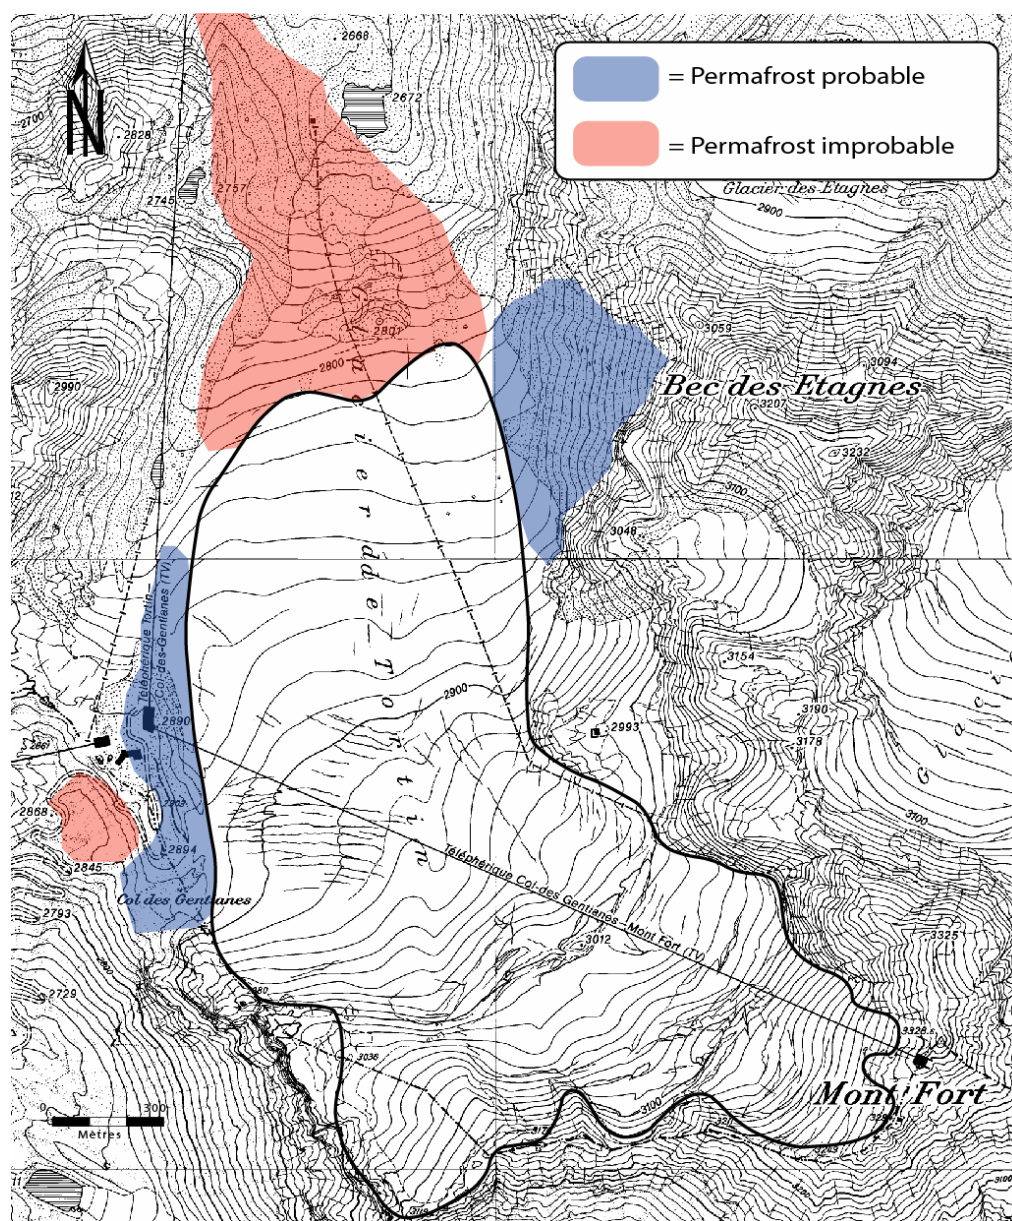 2668
= Permafrost probable
2672
N
2700
2828
= Permafrost improbable
2757
Glacier des Etagnes
2745
2900
2801
3059
2800
3094
2990
Bec des Etagnes
3207
3232
3100
3048
Glacier de Tortin
Téléphérique Tortin
Col-des-Gentianes (TV)
3154
2900
3190
2890
2993
3178
2861
2868
3100
2894
Téléphérique Col-des Gentianes-Mont Fort (TV)
2845
Col des Gentianes
2793
3012
3325
2729
3328
3036
Mont Fort
0 300
Mètres
3100